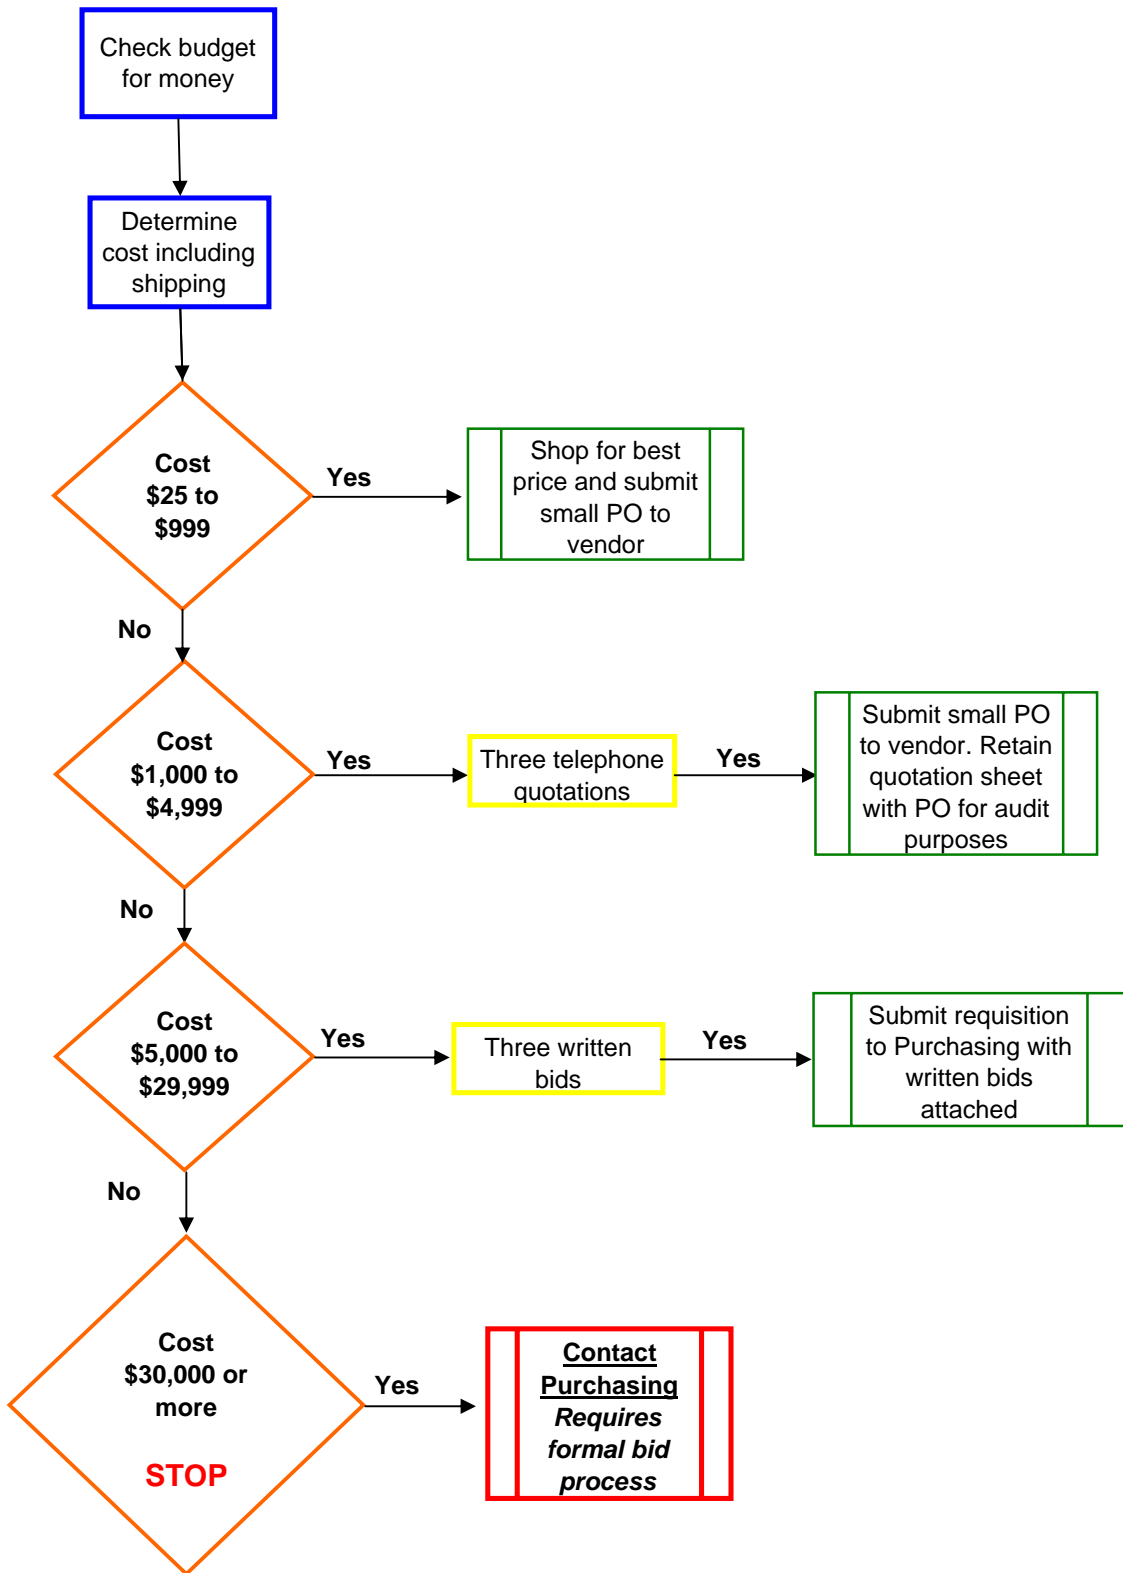 Check budget
for money
Determine
cost including
shipping
Cost
$25 to
$999
Yes
Shop for best
price and submit
small PO to
vendor
No
Cost
$1,000 to
$4,999
Yes
Three telephone
quotations
Yes
Submit small PO
to vendor. Retain
quotation sheet
with PO for audit
purposes
No
Cost
$5,000 to
$29,999
Yes
Three written
bids
Yes
Submit requisition
to Purchasing with
written bids
attached
No
Cost
$30,000 or
more
STOP
Yes
Contact
Purchasing
Requires
formal bid
process